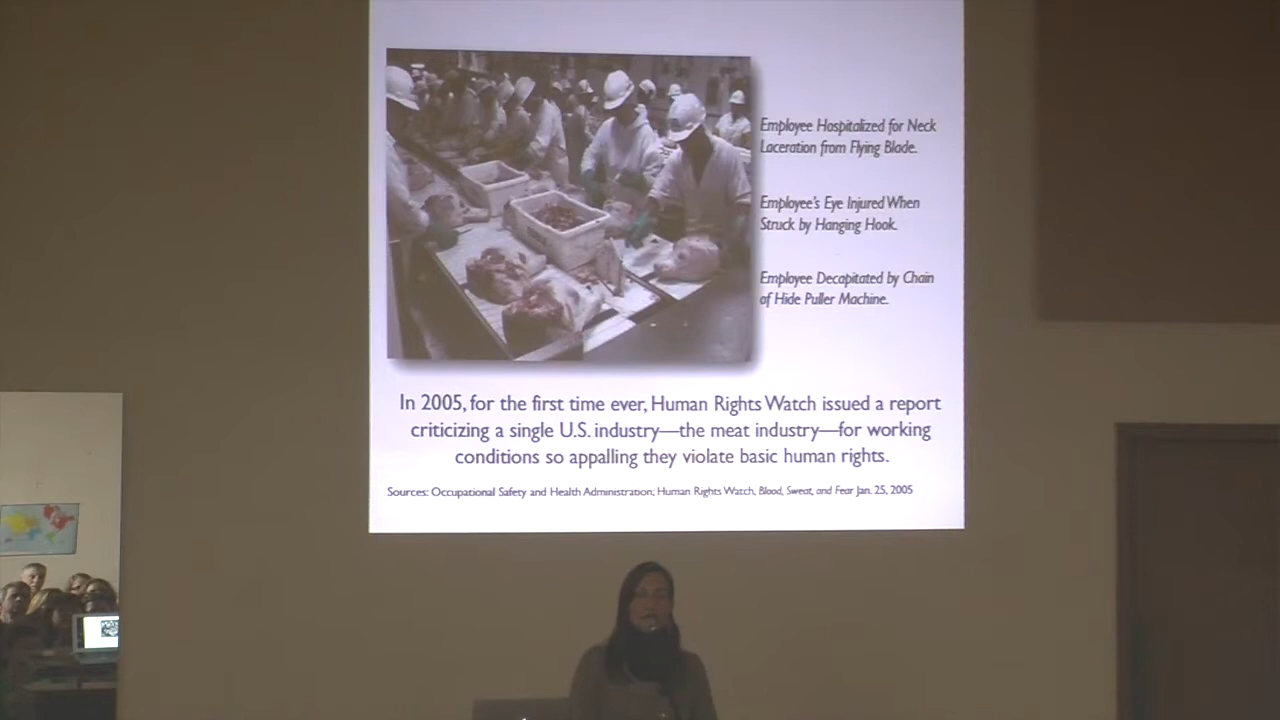 Employee Hospitalized for Neck
Laceration from Flying Blade.
Employee's Eye Injured When
Struck by Hanging Hook.
Employee Decapitated by Chain
of Hide Puller Machine.
In 2005, for the first time ever, Human Rights Watch issued a report
criticizing a single U.S. industry—the meat industry—for working
conditions so appalling they violate basic human rights.
Sources: Occupational Safety and Health Administration; Human Rights Watch, Blood, Sweat, and Fear Jan. 25, 2005